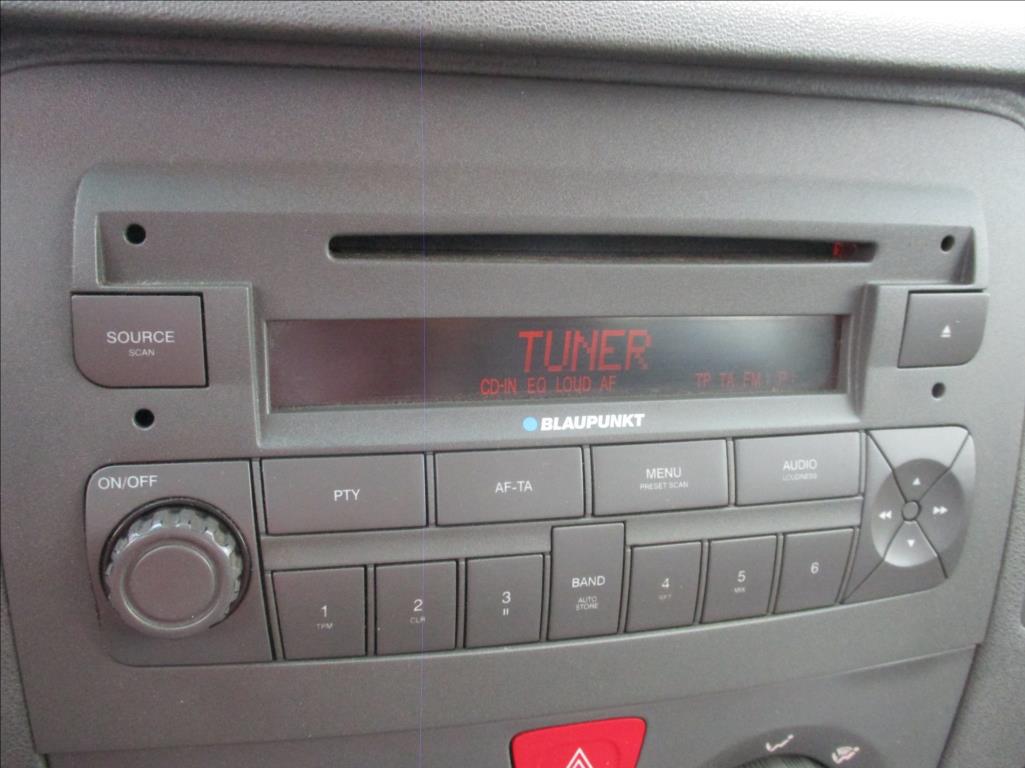 SOURCE
SCAN
TUNER
CD-IN EQ LOUD AF
TP TA FM
BLAUPUNKT
ON/OFF
PTY
AF-TA
MENU
PRESET SCAN
AUDIO
LOUDNESS
1
TPM
2
CLR
3
BAND
AUTO
STORE
4
5
MIX
6